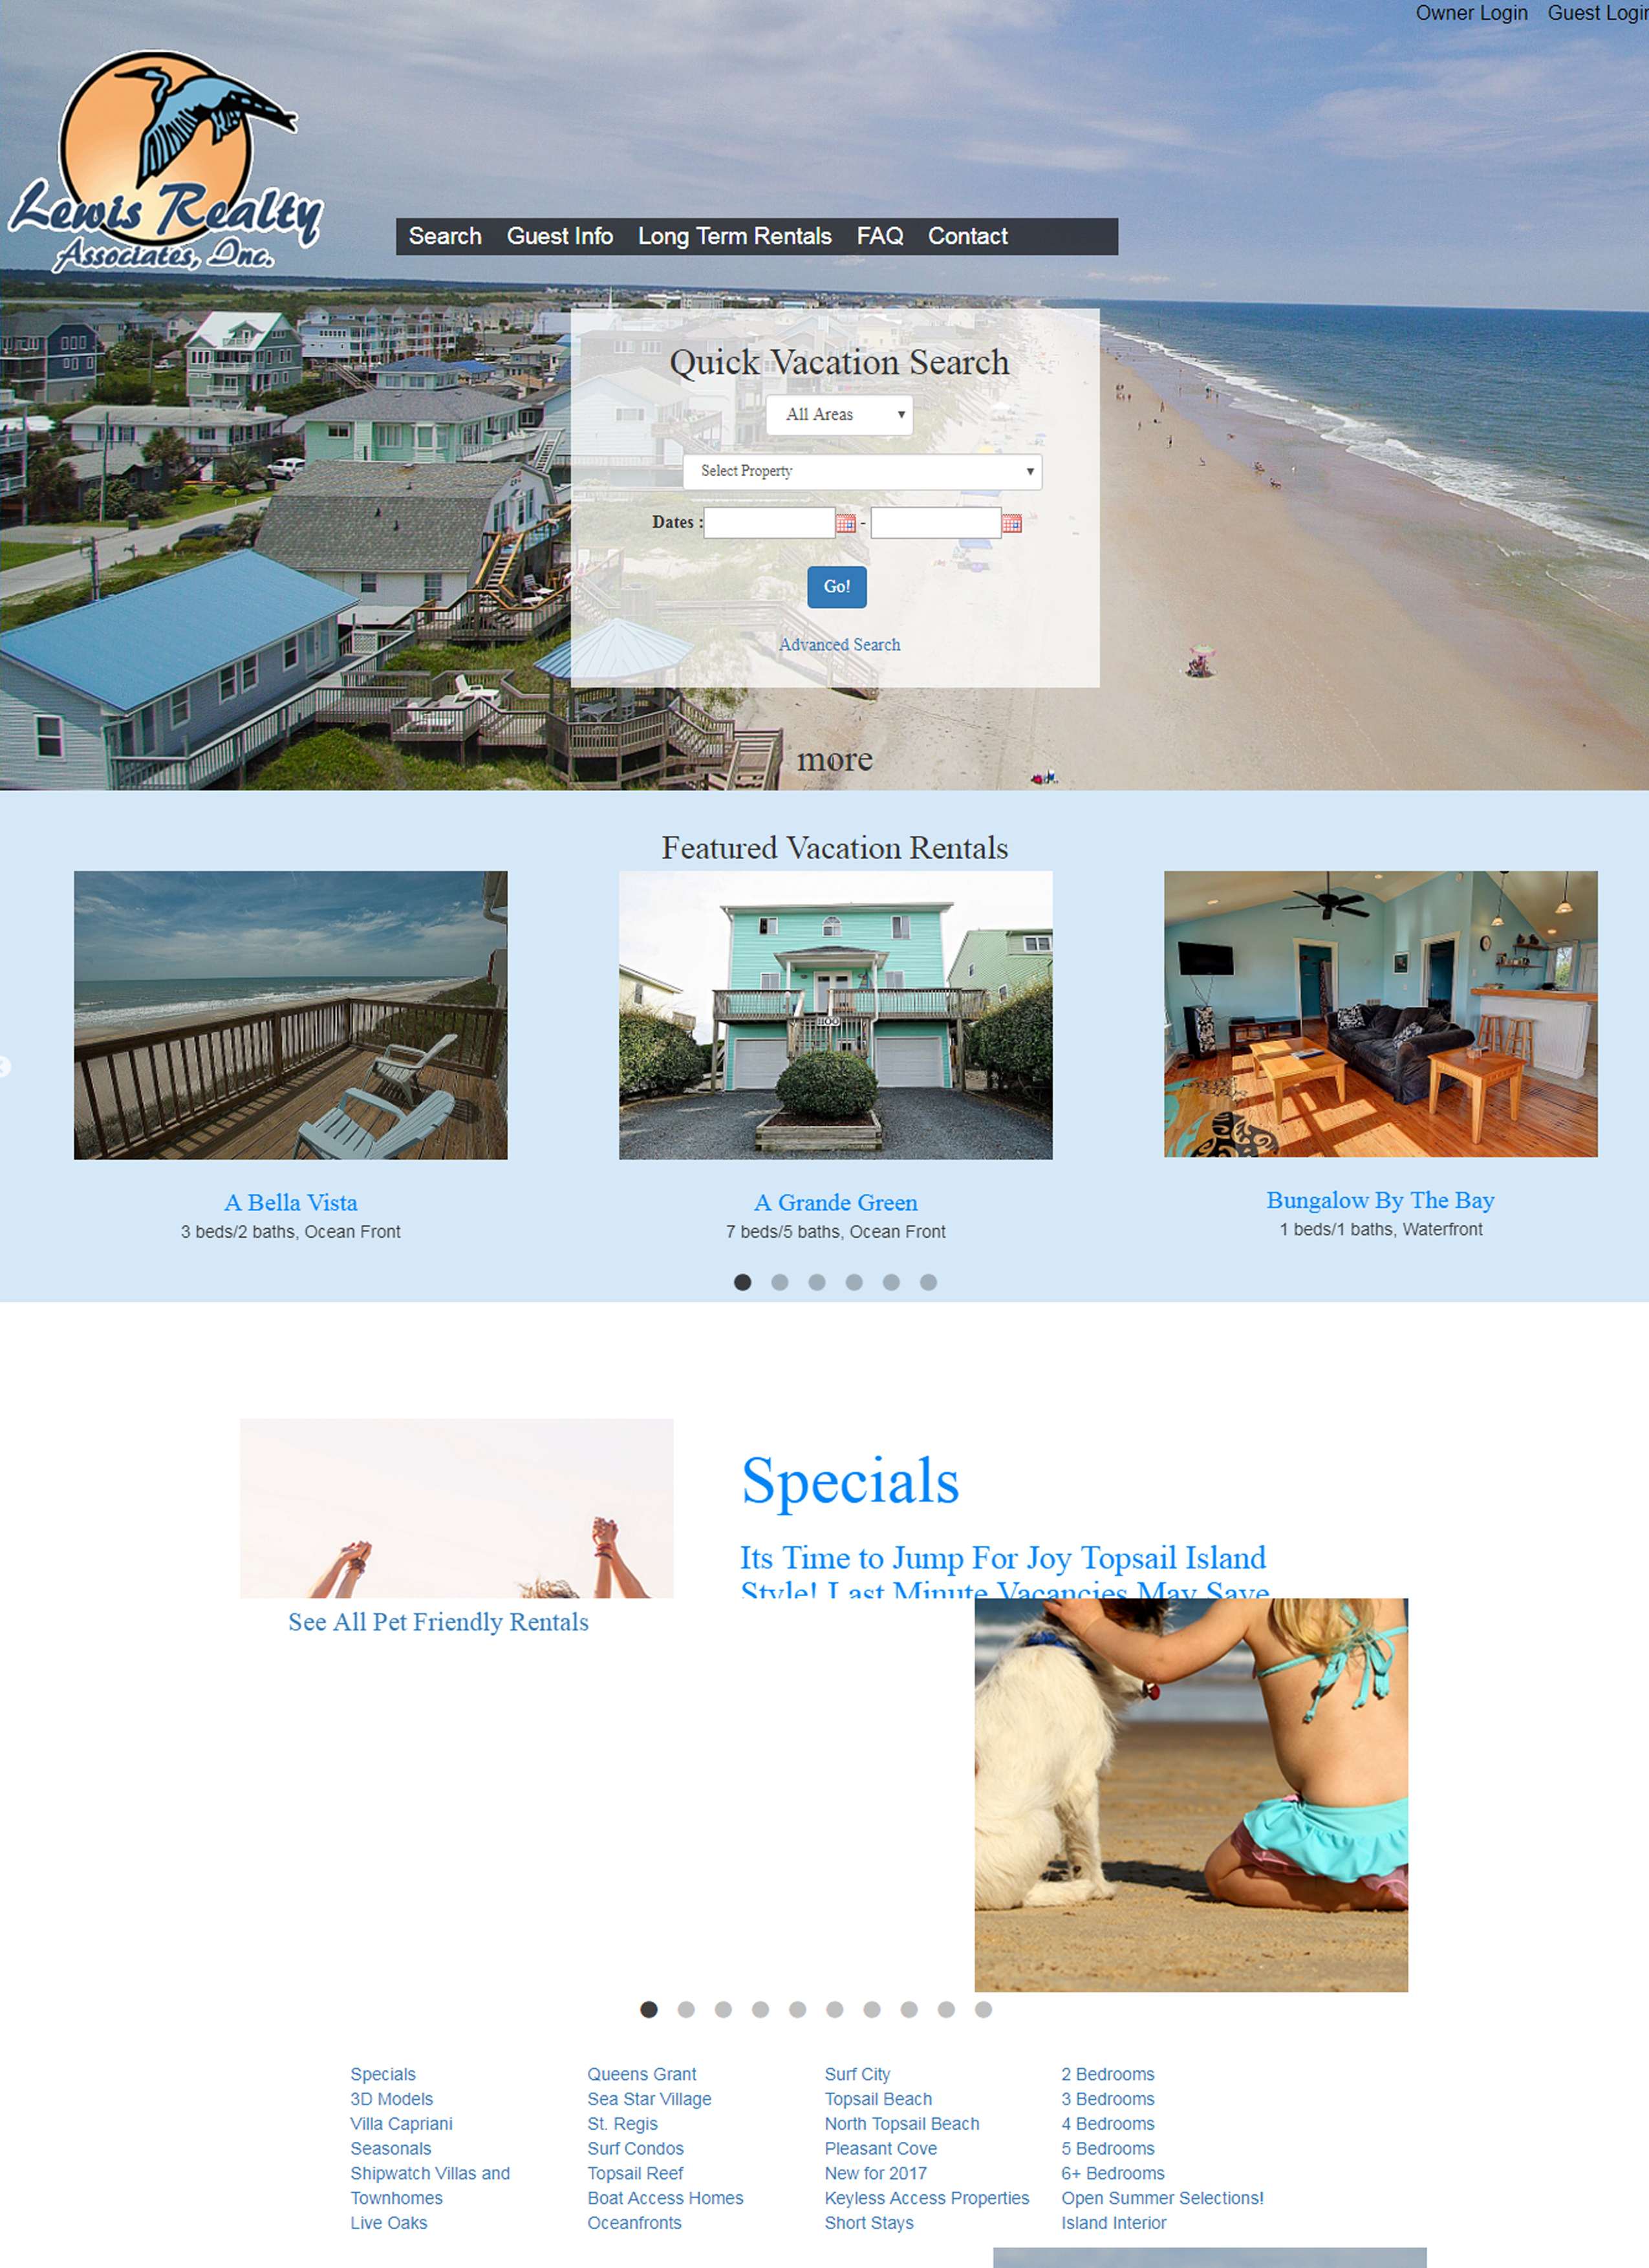 Owner Login Guest Login
Lewis Realty
Associates, Inc.
Search Guest Info Long Term Rentals FAQ Contact
Quick Vacation Search
All Areas
Select Property
Dates : -
Go!
Advanced Search
more
Featured Vacation Rentals
1100
A Bella Vista
3 beds/2 baths, Ocean Front
A Grande Green
7 beds/5 baths, Ocean Front
Bungalow By The Bay
1 beds/1 baths, Waterfront
Specials
Its Time to Jump For Joy Topsail Island
Style! Last Minute Vacancies May Save
See All Pet Friendly Rentals
Specials
3D Models
Villa Capriani
Seasonals
Shipwatch Villas and
Townhomes
Live Oaks
Queens Grant
Sea Star Village
St. Regis
Surf Condos
Topsail Reef
Boat Access Homes
Oceanfronts
Surf City
Topsail Beach
North Topsail Beach
Pleasant Cove
New for 2017
Keyless Access Properties
Short Stays
2 Bedrooms
3 Bedrooms
4 Bedrooms
5 Bedrooms
6+ Bedrooms
Open Summer Selections!
Island Interior